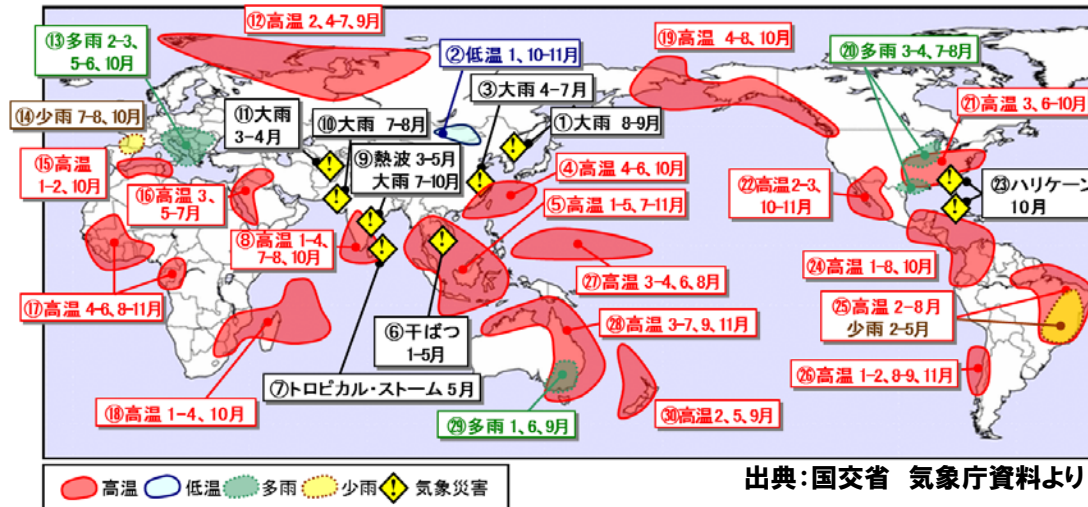 ⑫高温 2、4-7、9月
⑬多雨 2-3、
5-6、10月
②低温 1、10-11月
⑲高温 4-8、10月
⑳多雨 3-4、7-8月
③大雨 4-7月
⑭少雨 7-8、10月
⑪大雨
3-4月
⑩大雨 7-8月
①大雨 8-9月
㉑高温 3、6-10月
⑨熱波 3-5月
大雨 7-10月
⑮高温
1-2、10月
⑯高温 3、
5-7月
④高温 4-6、10月
㉒高温2-3、
10-11月
㉓ハリケーン
10月
⑤高温 1-5、7-11月
⑧高温 1-4、
7-8、10月
㉔高温 1-8、10月
㉗高温 3-4、6、8月
⑰高温 4-6、8-11月
㉕高温 2-8月
少雨 2-5月
⑥干ばつ
1-5月
㉘高温 3-7、9、11月
⑦トロピカル・ストーム 5月
㉖高温 1-2、8-9、11月
⑱高温 1-4、10月
㉙多雨 1、6、9月
㉚高温2、5、9月
高温 低温 多雨 少雨 気象災害
出典：国交省 気象庁資料より